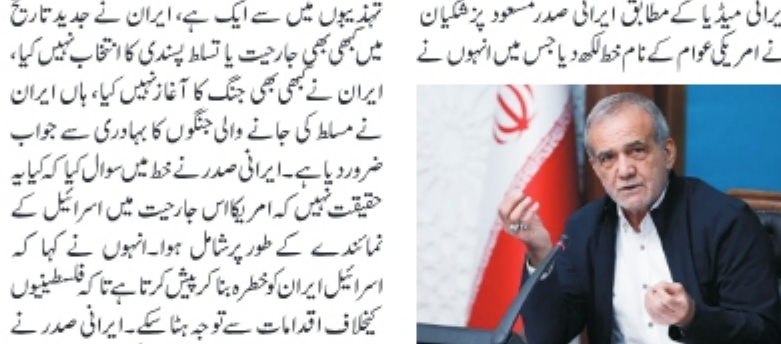 یرانی میڈیا کے مطابق ایرانی صدر مسعود پزشکیان
نے امریکی عوام کے نام خط لکھ دیا جس میں انہوں نے
تہذیبوں میں سے ایک ہے، ایران نے جدید تاریخ
میں کبھی بھی جارحیت یا تسلط پسندی کا انتخاب نہیں کیا،
ایران نے کبھی بھی جنگ کا آغاز نہیں کیا، ہاں ایران
نے مسلط کی جانے والی جنگوں کا بہادری سے جواب
ضرور دیا ہے۔ ایرانی صدر نے خط میں سوال کیا کہ کیا یہ
حقیقت نہیں کہ امریکا اس جارحیت میں اسرائیل کے
نمائندے کے طور پر شامل ہوا۔ انہوں نے کہا کہ
اسرائیل ایران کو خطرہ بنا کر پیش کرتا ہے تاکہ فلسطینیوں
کیخلاف اقدامات سے توجہ ہٹا سکے۔ ایرانی صدر نے